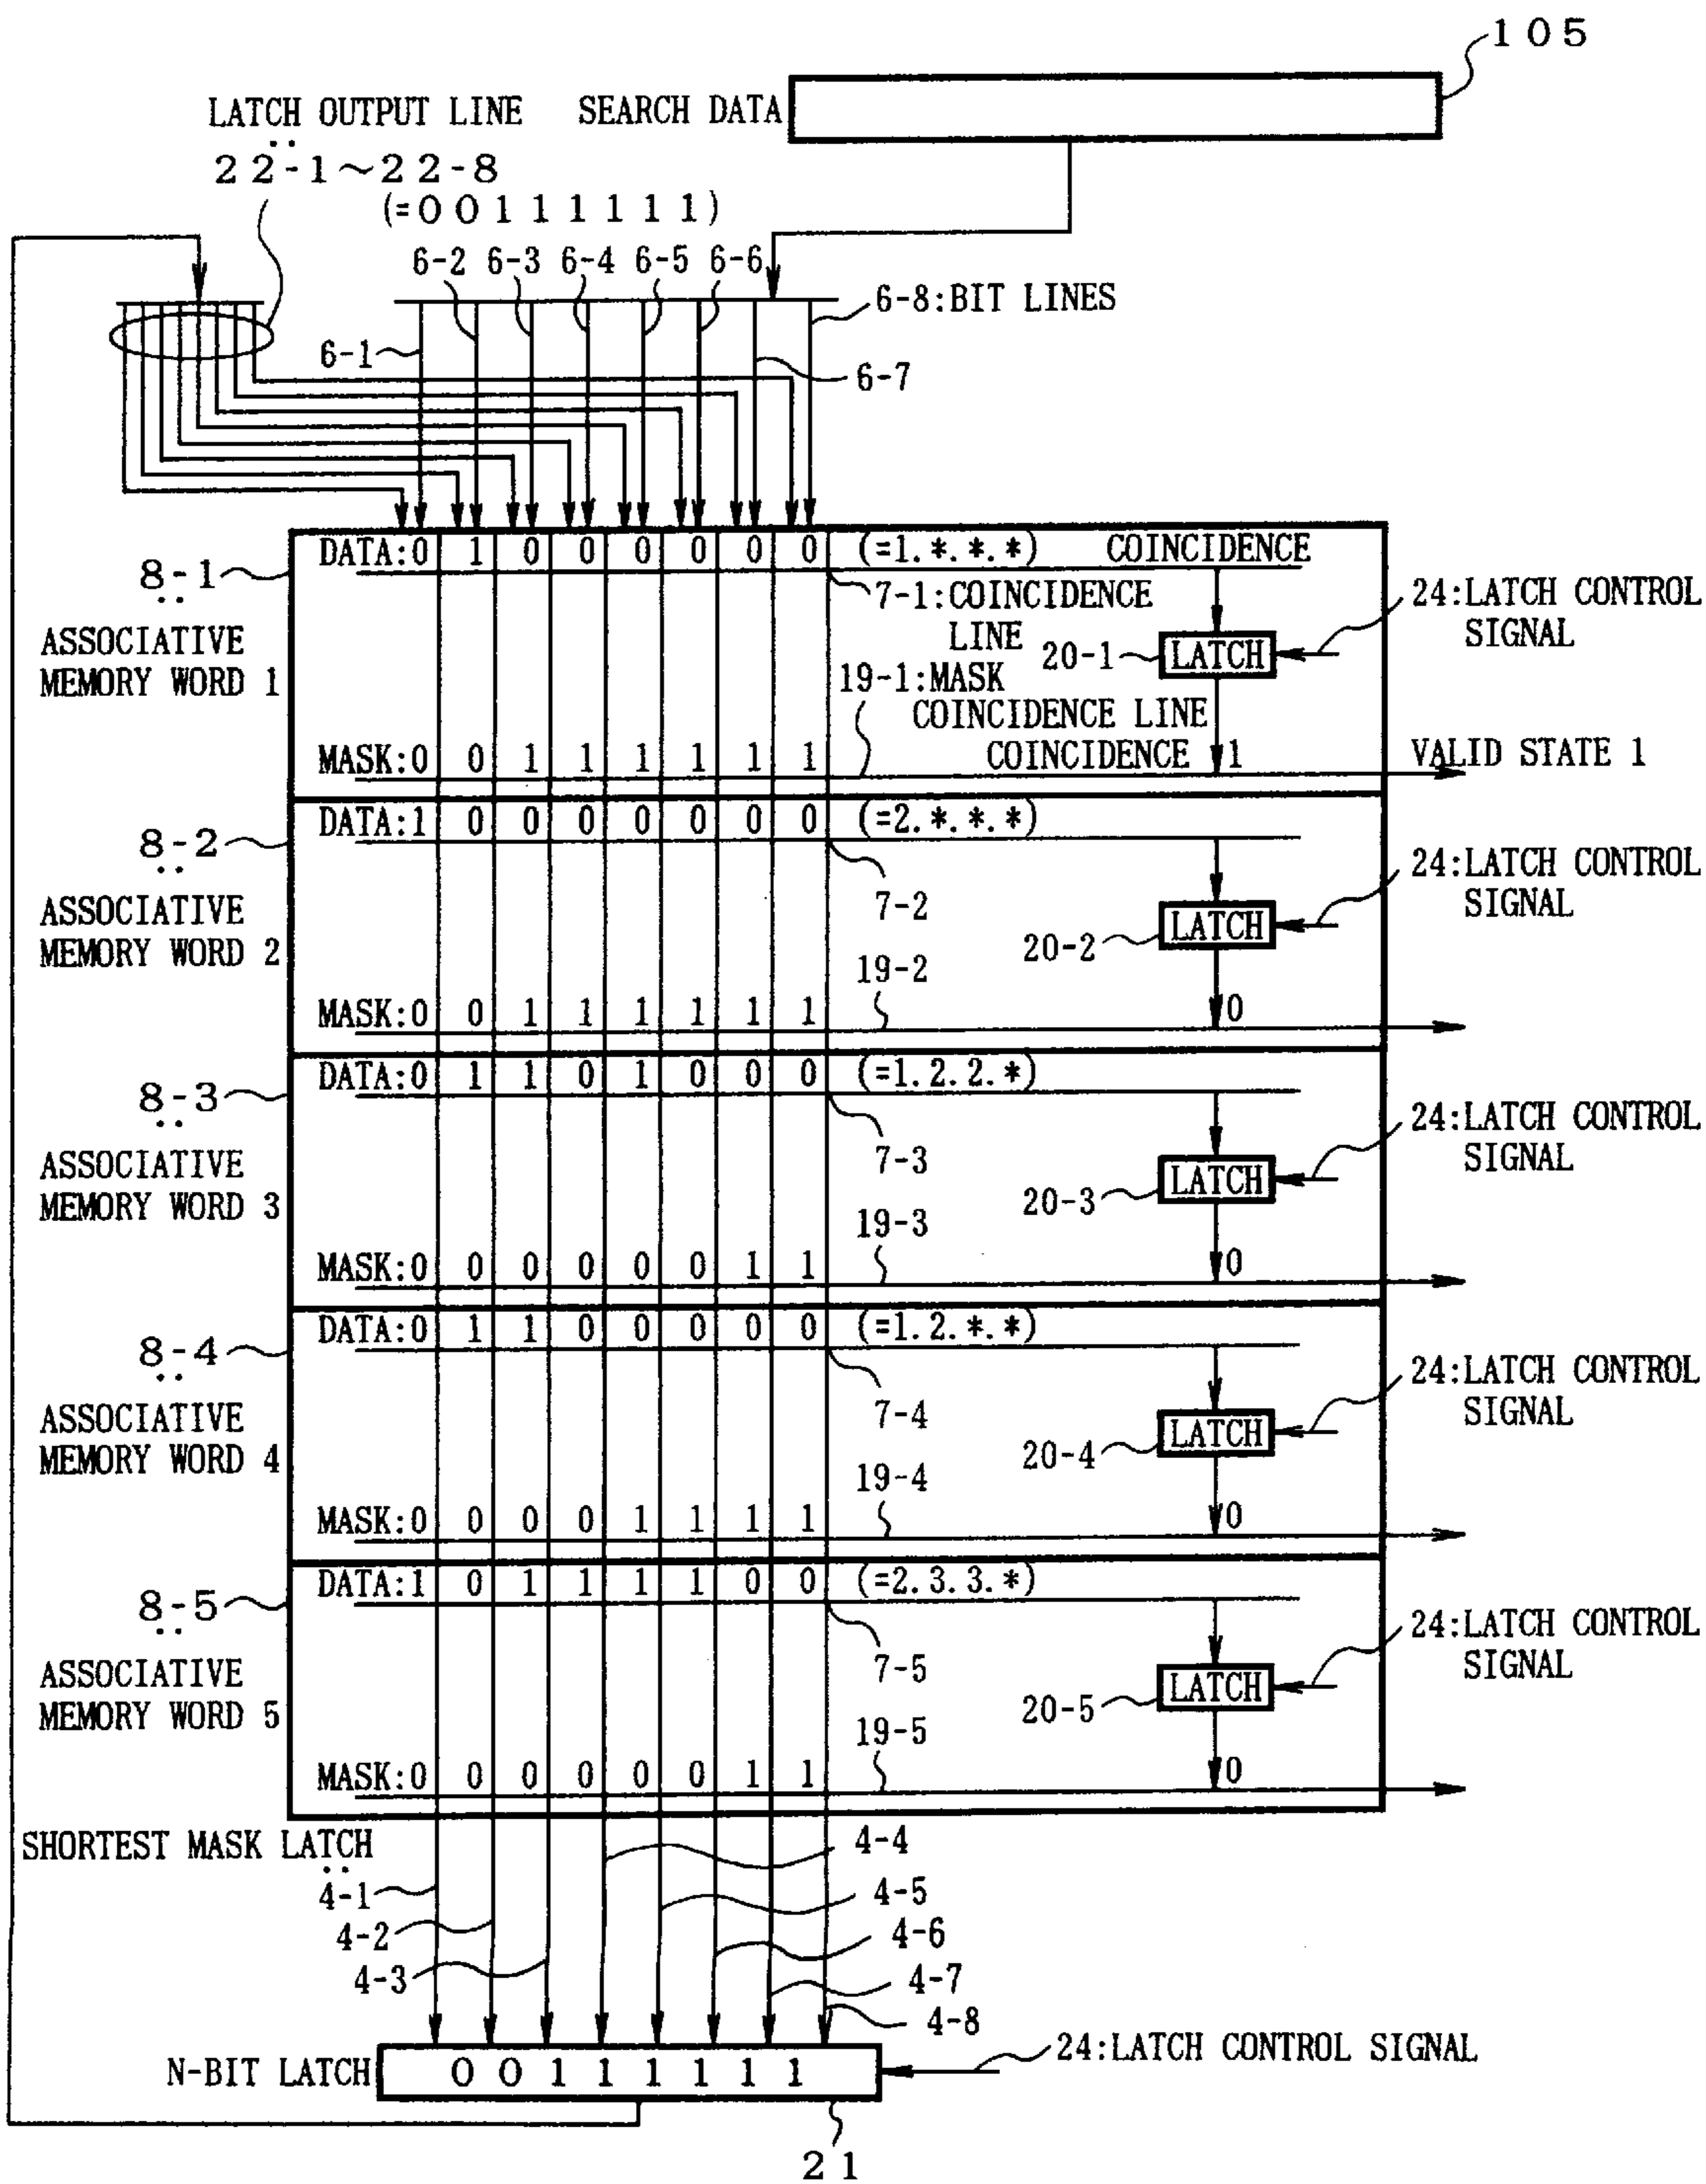 105
LATCH OUTPUT LINE
SEARCH DATA
22-1~22-8
(=00111111)
6-2 6-3 6-4 6-5 6-6
6-8:BIT LINES
6-1
6-7
8-1
ASSOCIATIVE
MEMORY WORD 1
DATA:0 1 0 0 0 0 0 0 (=1.*.*.*) COINCIDENCE
7-1:COINCIDENCE
LINE
20-1
LATCH
24:LATCH CONTROL
SIGNAL
19-1:MASK
COINCIDENCE LINE
COINCIDENCE 1
MASK:0 0 1 1 1 1 1 1
VALID STATE 1
8-2
ASSOCIATIVE
MEMORY WORD 2
DATA:1 0 0 0 0 0 0 0 (=2.*.*.*)
7-2
20-2
LATCH
24:LATCH CONTROL
SIGNAL
19-2
MASK:0 0 1 1 1 1 1 1
0
8-3
ASSOCIATIVE
MEMORY WORD 3
DATA:0 1 1 0 1 0 0 0 (=1.2.2.*)
7-3
20-3
LATCH
24:LATCH CONTROL
SIGNAL
19-3
MASK:0 0 0 0 0 0 1 1
0
8-4
ASSOCIATIVE
MEMORY WORD 4
DATA:0 1 1 0 0 0 0 0 (=1.2.*.*)
7-4
20-4
LATCH
24:LATCH CONTROL
SIGNAL
19-4
MASK:0 0 0 0 1 1 1 1
0
8-5
ASSOCIATIVE
MEMORY WORD 5
DATA:1 0 1 1 1 1 0 0 (=2.3.3.*)
7-5
20-5
LATCH
24:LATCH CONTROL
SIGNAL
19-5
MASK:0 0 0 0 0 0 1 1
0
SHORTEST MASK LATCH
4-1
4-2
4-3
4-4
4-5
4-6
4-7
4-8
N-BIT LATCH
0 0 1 1 1 1 1 1
24:LATCH CONTROL SIGNAL
21